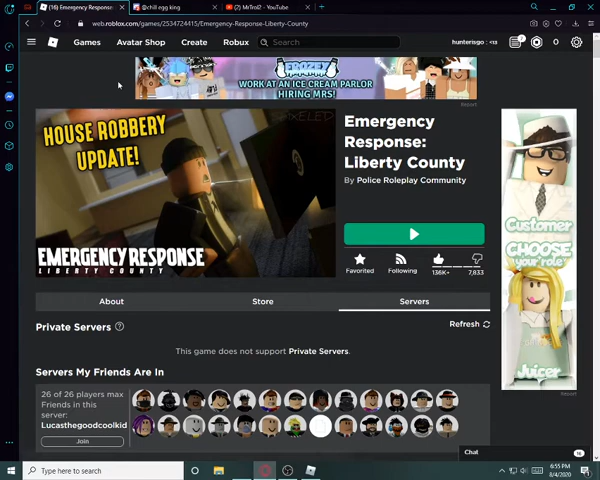 (16) Emergency Response:
@chill egg king
(2) MrTroi2 - YouTube
web.roblox.com/games/2534724415/Emergency-Response-Liberty-County
Games
Avatar Shop
Create
Robux
Search
hunterisgo : <13
0
FROZEY
WORK AT AN ICE CREAM PARLOR
HIRING MRS!
HOUSE ROBBERY
UPDATE!
EMERGENCY RESPONSE
LIBERTY COUNTY
Emergency
Response:
Liberty County
By Police Roleplay Community
Favorited
Following
136K+
7,833
Customer
CHOOSE
your role
Juicer
About
Store
Servers
Private Servers
Refresh
This game does not support Private Servers.
Servers My Friends Are In
26 of 26 players max
Friends in this
server:
Lucasthegoodcoolkid
Join
Chat
16
Type here to search
6:55 PM
8/4/2020